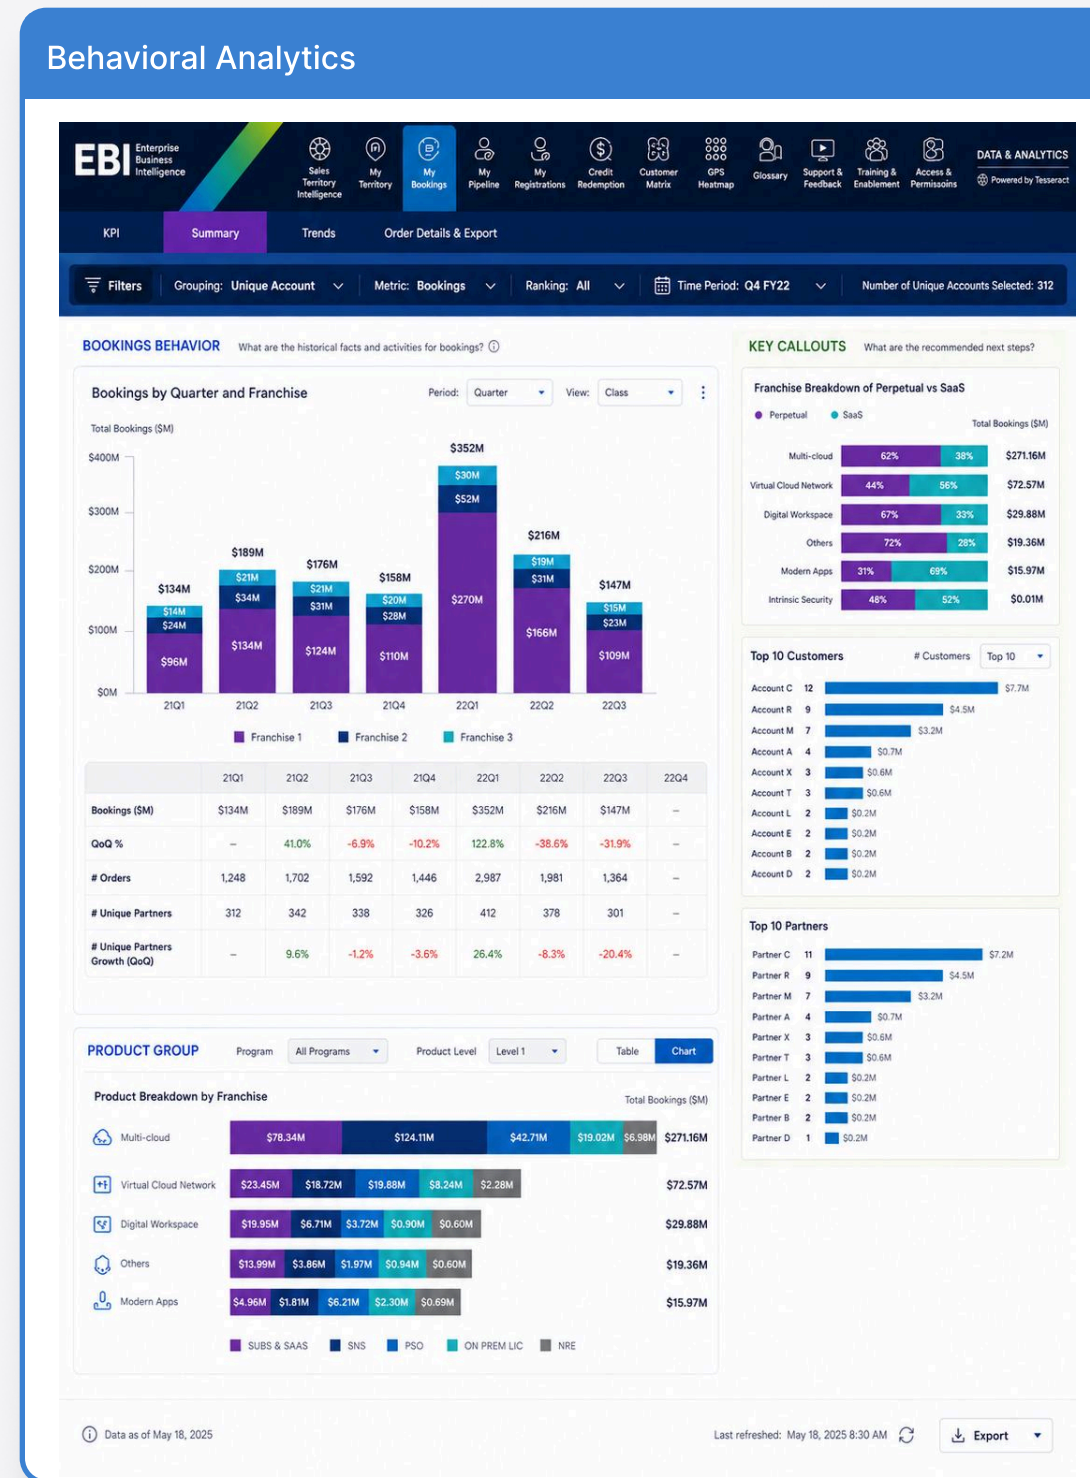 Behavioral Analytics
EBI Enterprise Business Intelligence
Sales Territory Intelligence
My Territory
My Bookings
My Pipeline
My Registrations
Credit Redemption
Customer Matrix
GPS Heatmap
Glossary
Support & Feedback
Training & Enablement
Access & Permissoins
DATA & ANALYTICS
Powered by Tesseract
KPI Summary Trends Order Details & Export
Filters Grouping: Unique Account Metric: Bookings Ranking: All Time Period: Q4 FY22 Number of Unique Accounts Selected: 312
BOOKINGS BEHAVIOR What are the historical facts and activities for bookings?
Bookings by Quarter and Franchise Period: Quarter View: Class
Total Bookings ($M)
$400M
$300M
$200M
$100M
$0M
$134M $14M $24M $96M 21Q1
$189M $21M $34M $134M 21Q2
$176M $21M $31M $124M 21Q3
$158M $20M $28M $110M 21Q4
$352M $30M $52M $270M 22Q1
$216M $19M $31M $166M 22Q2
$147M $15M $23M $109M 22Q3
Franchise 1 Franchise 2 Franchise 3
21Q1 21Q2 21Q3 21Q4 22Q1 22Q2 22Q3 22Q4
Bookings ($M) $134M $189M $176M $158M $352M $216M $147M –
QoQ % – 41.0% -6.9% -10.2% 122.8% -38.6% -31.9% –
# Orders 1,248 1,702 1,592 1,446 2,987 1,981 1,364 –
# Unique Partners 312 342 338 326 412 378 301 –
# Unique Partners Growth (QoQ) – 9.6% -1.2% -3.6% 26.4% -8.3% -20.4% –
PRODUCT GROUP Program All Programs Product Level Level 1 Table Chart
Product Breakdown by Franchise Total Bookings ($M)
Multi-cloud $78.34M $124.11M $42.71M $19.02M $6.98M $271.16M
Virtual Cloud Network $23.45M $18.72M $19.88M $8.24M $2.28M $72.57M
Digital Workspace $19.95M $6.71M $3.72M $0.90M $0.60M $29.88M
Others $13.99M $3.86M $1.97M $0.94M $0.60M $19.36M
Modern Apps $4.96M $1.81M $6.21M $2.30M $0.69M $15.97M
SUBS & SAAS SNS PSO ON PREM LIC NRE
KEY CALLOUTS What are the recommended next steps?
Franchise Breakdown of Perpetual vs SaaS
Perpetual SaaS
Total Bookings ($M)
Multi-cloud 62% 38% $271.16M
Virtual Cloud Network 44% 56% $72.57M
Digital Workspace 67% 33% $29.88M
Others 72% 28% $19.36M
Modern Apps 31% 69% $15.97M
Intrinsic Security 48% 52% $0.01M
Top 10 Customers # Customers Top 10
Account C 12 $7.7M
Account R 9 $4.5M
Account M 7 $3.2M
Account A 4 $0.7M
Account X 3 $0.6M
Account T 3 $0.6M
Account L 2 $0.2M
Account E 2 $0.2M
Account B 2 $0.2M
Account D 2 $0.2M
Top 10 Partners
Partner C 11 $7.2M
Partner R 9 $4.5M
Partner M 7 $3.2M
Partner A 4 $0.7M
Partner X 3 $0.6M
Partner T 3 $0.6M
Partner L 2 $0.2M
Partner E 2 $0.2M
Partner B 2 $0.2M
Partner D 1 $0.2M
Data as of May 18, 2025
Last refreshed: May 18, 2025 8:30 AM
Export